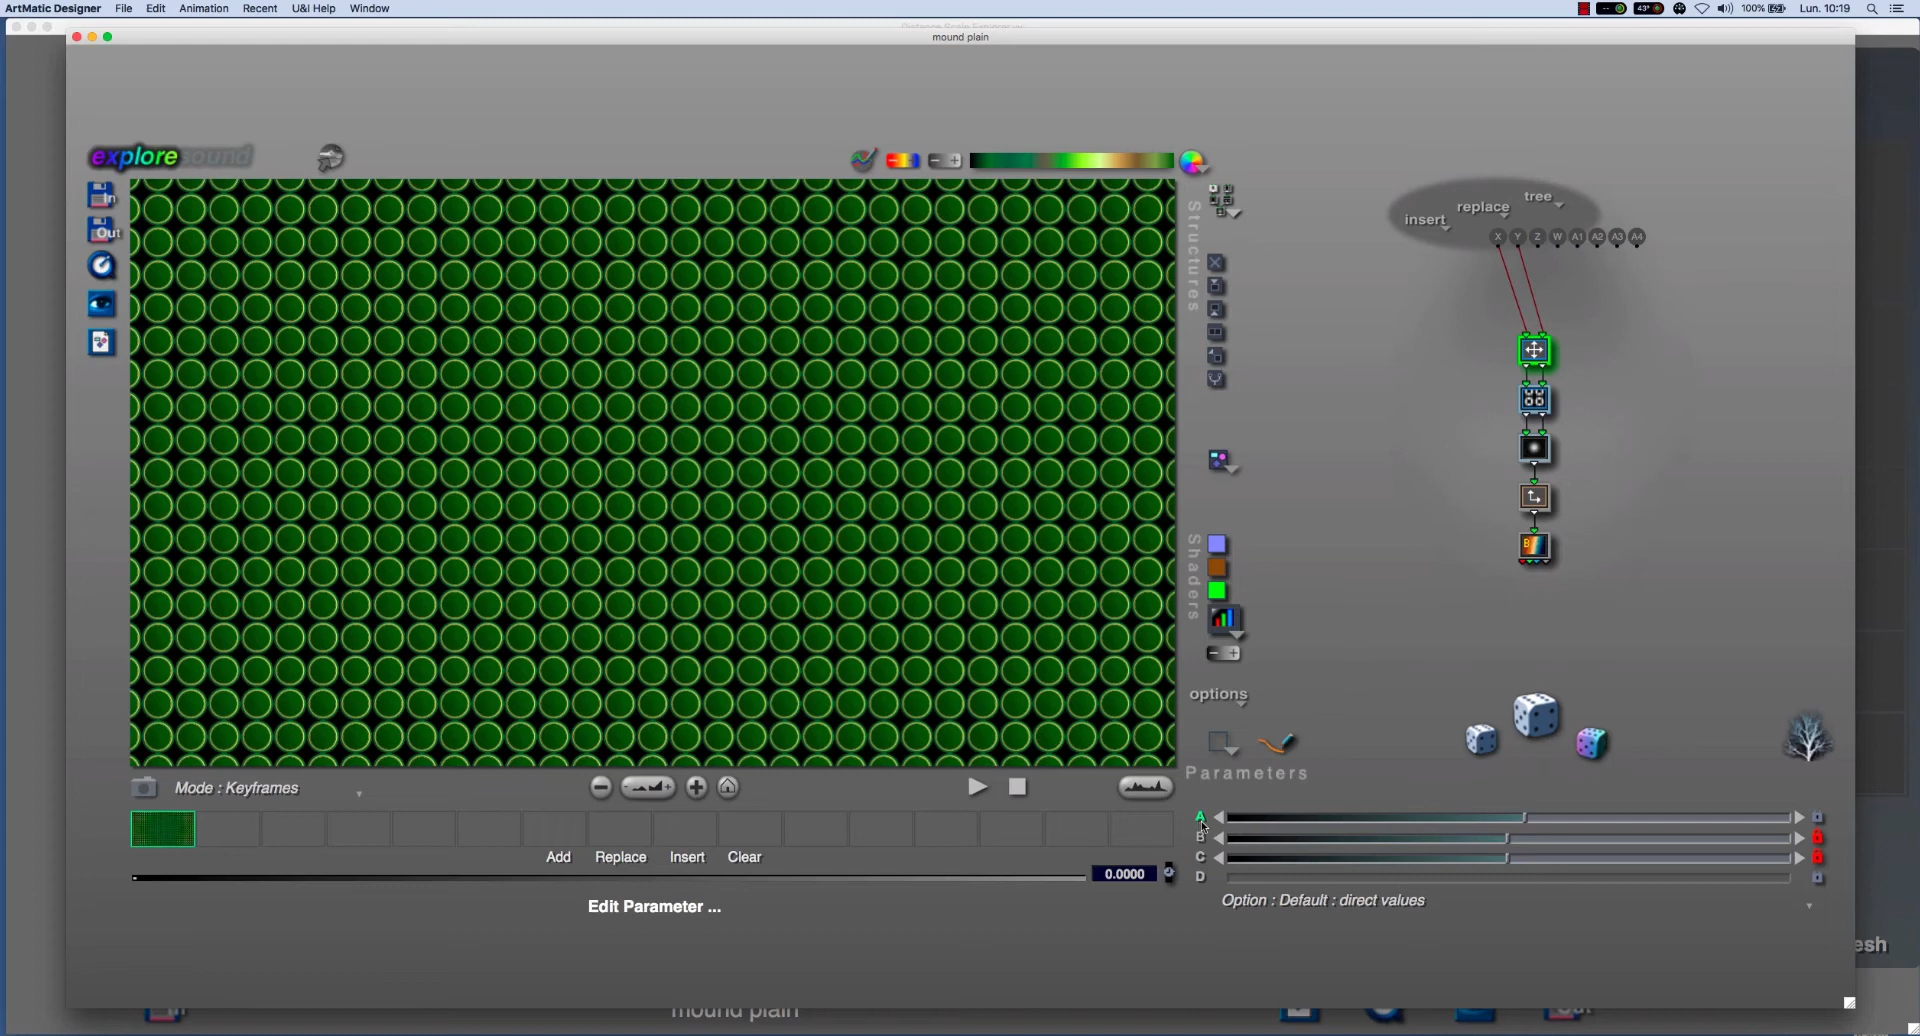 ArtMatic Designer File Edit Animation Recent U&I Help Window 43° 100% Lun. 10:19
mound plain
explore sound
In
Out
Structures
insert replace tree
X Y Z W A1 A2 A3 A4
B
Shaders
options
Parameters
Mode : Keyframes
Add Replace Insert Clear
0.0000
Edit Parameter ...
A
B
C
D
Option : Default : direct values
esh
mound plain
Out